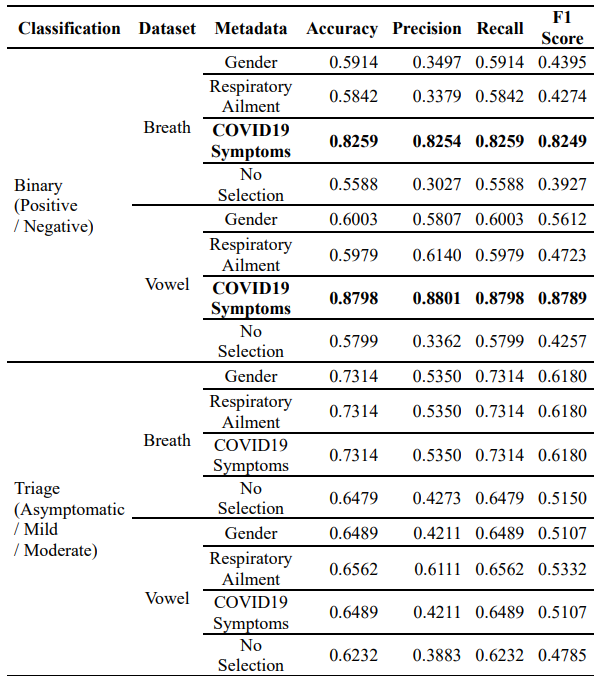 Classification Dataset Metadata Accuracy Precision Recall F1 Score
Binary (Positive / Negative)
Breath
Gender 0.5914 0.3497 0.5914 0.4395
Respiratory Ailment 0.5842 0.3379 0.5842 0.4274
COVID19 Symptoms 0.8259 0.8254 0.8259 0.8249
No Selection 0.5588 0.3027 0.5588 0.3927
Vowel
Gender 0.6003 0.5807 0.6003 0.5612
Respiratory Ailment 0.5979 0.6140 0.5979 0.4723
COVID19 Symptoms 0.8798 0.8801 0.8798 0.8789
No Selection 0.5799 0.3362 0.5799 0.4257
Triage (Asymptomatic / Mild / Moderate)
Breath
Gender 0.7314 0.5350 0.7314 0.6180
Respiratory Ailment 0.7314 0.5350 0.7314 0.6180
COVID19 Symptoms 0.7314 0.5350 0.7314 0.6180
No Selection 0.6479 0.4273 0.6479 0.5150
Vowel
Gender 0.6489 0.4211 0.6489 0.5107
Respiratory Ailment 0.6562 0.6111 0.6562 0.5332
COVID19 Symptoms 0.6489 0.4211 0.6489 0.5107
No Selection 0.6232 0.3883 0.6232 0.4785